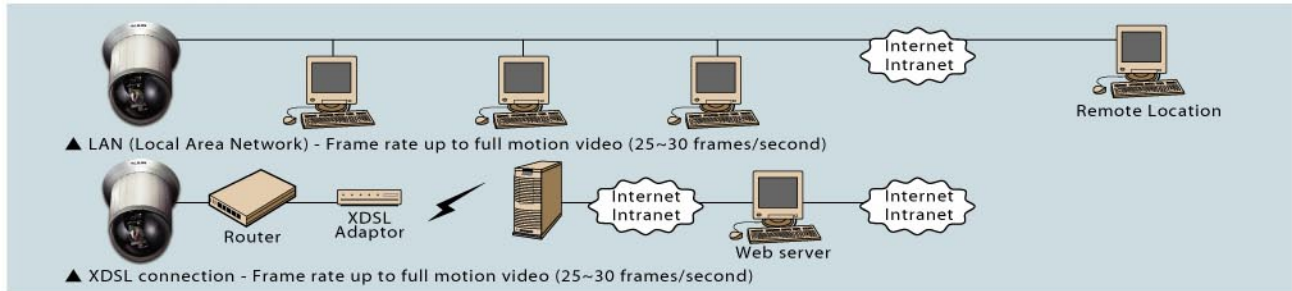 Internet
Intranet
Remote Location
▲ LAN (Local Area Network) - Frame rate up to full motion video (25~30 frames/second)
Router
XDSL
Adaptor
Internet
Intranet
Web server
Internet
Intranet
▲ XDSL connection - Frame rate up to full motion video (25~30 frames/second)